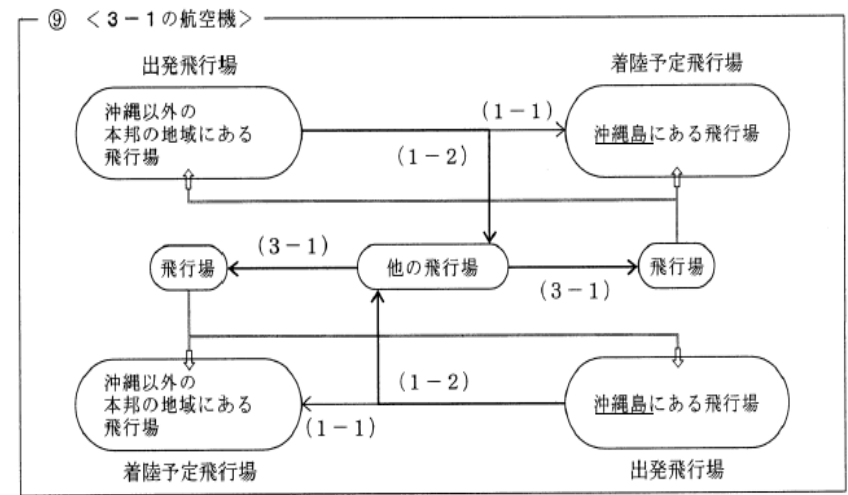 ⑨ ＜3－1の航空機＞
出発飛行場
着陸予定飛行場
沖縄以外の
本邦の地域にある
飛行場
(1－1)
沖縄島にある飛行場
(1－2)
飛行場
(3－1)
他の飛行場
(3－1)
飛行場
沖縄以外の
本邦の地域にある
飛行場
(1－2)
(1－1)
沖縄島にある飛行場
着陸予定飛行場
出発飛行場